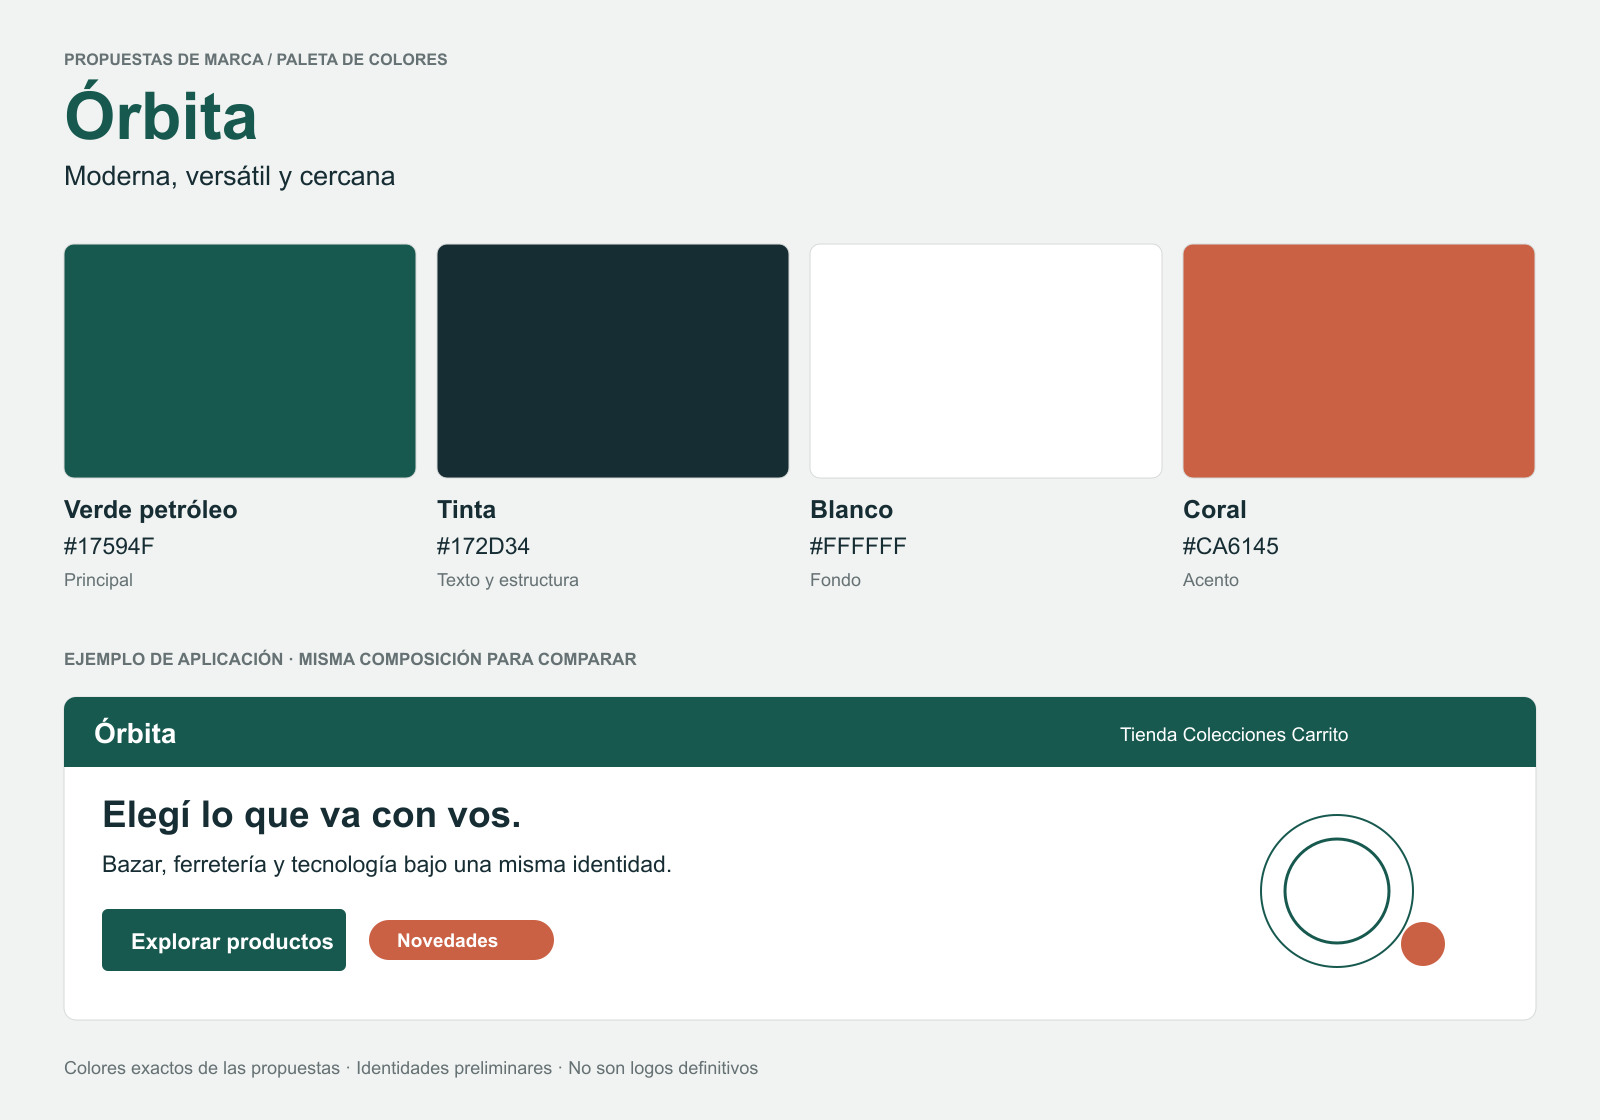 PROPUESTAS DE MARCA / PALETA DE COLORES
Órbita
Moderna, versátil y cercana
Verde petróleo
#17594F
Principal
Tinta
#172D34
Texto y estructura
Blanco
#FFFFFF
Fondo
Coral
#CA6145
Acento
EJEMPLO DE APLICACIÓN · MISMA COMPOSICIÓN PARA COMPARAR
Órbita
Tienda Colecciones Carrito
Elegí lo que va con vos.
Bazar, ferretería y tecnología bajo una misma identidad.
Explorar productos
Novedades
Colores exactos de las propuestas · Identidades preliminares · No son logos definitivos